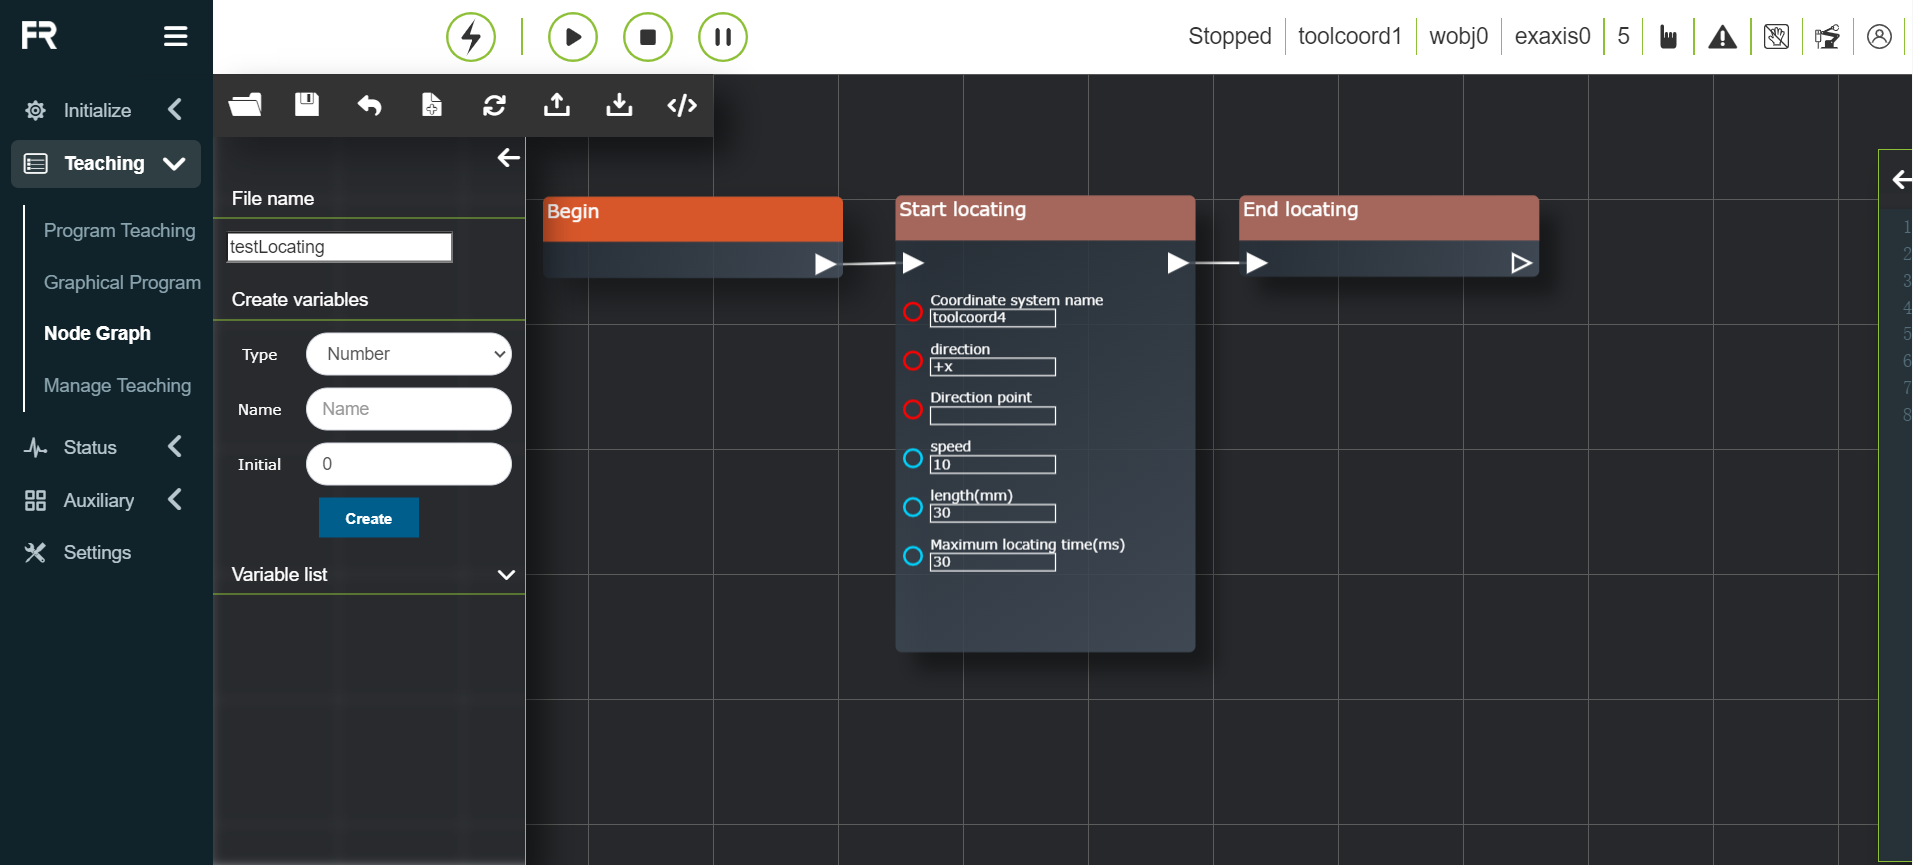 FR
Stopped
toolcoord1
wobj0
exaxis0
5
Initialize
Teaching
Program Teaching
Graphical Program
Node Graph
Manage Teaching
Status
Auxiliary
Settings
File name
testLocating
Create variables
Type
Number
Name
Name
Initial
0
Create
Variable list
Begin
Start locating
Coordinate system name
toolcoord4
direction
+x
Direction point
speed
10
length(mm)
30
Maximum locating time(ms)
30
End locating
1
2
3
4
5
6
7
8